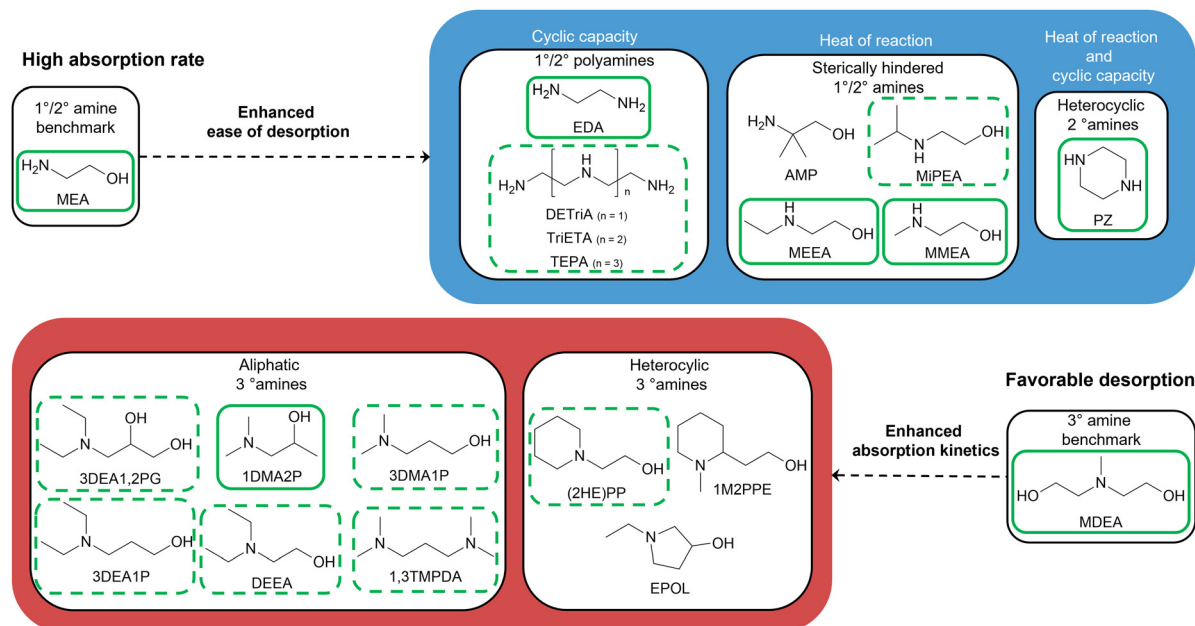 High absorption rate
1°/2° amine
benchmark
H₂N
OH
MEA
Enhanced
ease of desorption
Cyclic capacity
1°/2° polyamines
H₂N
NH₂
EDA
H
N
H₂N
NH₂
n
DETriA (n = 1)
TriETA (n = 2)
TEPA (n = 3)
Heat of reaction
Sterically hindered
1°/2° amines
H₂N
OH
AMP
N
H
OH
MiPEA
H
N
OH
MEEA
H
N
OH
MMEA
Heat of reaction
and
cyclic capacity
Heterocyclic
2 °amines
HN
NH
PZ
Aliphatic
3 °amines
OH
N
OH
3DEA1,2PG
OH
N
1DMA2P
N
OH
3DMA1P
N
OH
3DEA1P
N
OH
DEEA
N
N
1,3TMPDA
Heterocylic
3 °amines
N
OH
(2HE)PP
N
OH
1M2PPE
N
OH
EPOL
Enhanced
absorption kinetics
Favorable desorption
3° amine
benchmark
HO
N
OH
MDEA